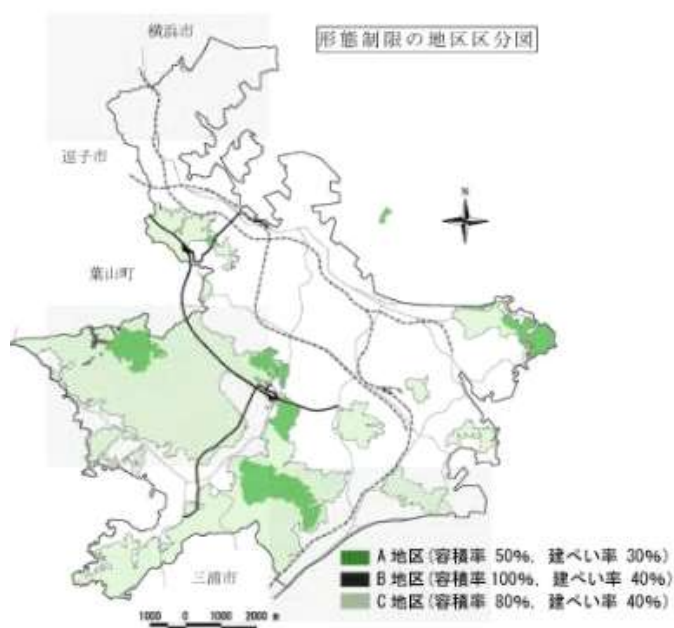 形態制限の地区区分図
横浜市
逗子市
N
葉山町
三浦市
A 地区(容積率 50%, 建ぺい率 30%)
B 地区(容積率 100%, 建ぺい率 40%)
C 地区(容積率 80%, 建ぺい率 40%)
1000 0 1000 2000 m